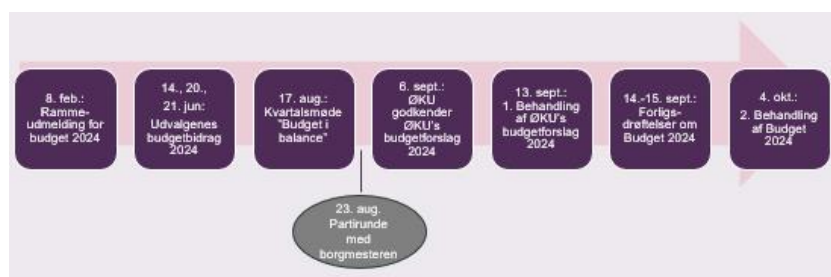 8. feb.:
Ramme-
udmelding for
budget 2024
14., 20.,
21. jun:
Udvalgenes
budgetbidrag
2024
17. aug.:
Kvartalsmøde
"Budget i
balance"
6. sept.:
ØKU
godkender
ØKU's
budgetforslag
2024
13. sept.:
1. Behandling
af ØKU's
budgetforslag
2024
14.-15. sept.:
Forligs-
drøftelser om
Budget 2024
4. okt.:
2. Behandling
af Budget
2024
23. aug.
Partirunde
med
borgmesteren